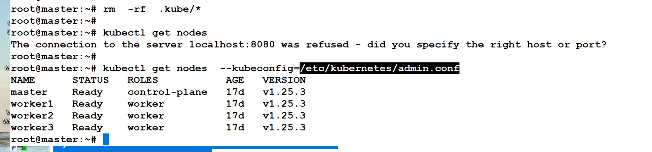 root@master:~# rm  -rf  .kube/*
root@master:~#
root@master:~# kubectl get nodes
The connection to the server localhost:8080 was refused - did you specify the right host or port?
root@master:~#
root@master:~# kubectl get nodes  --kubeconfig=/etc/kubernetes/admin.conf
NAME      STATUS   ROLES           AGE   VERSION
master    Ready    control-plane   17d   v1.25.3
worker1   Ready    worker          17d   v1.25.3
worker2   Ready    worker          17d   v1.25.3
worker3   Ready    worker          17d   v1.25.3
root@master:~#